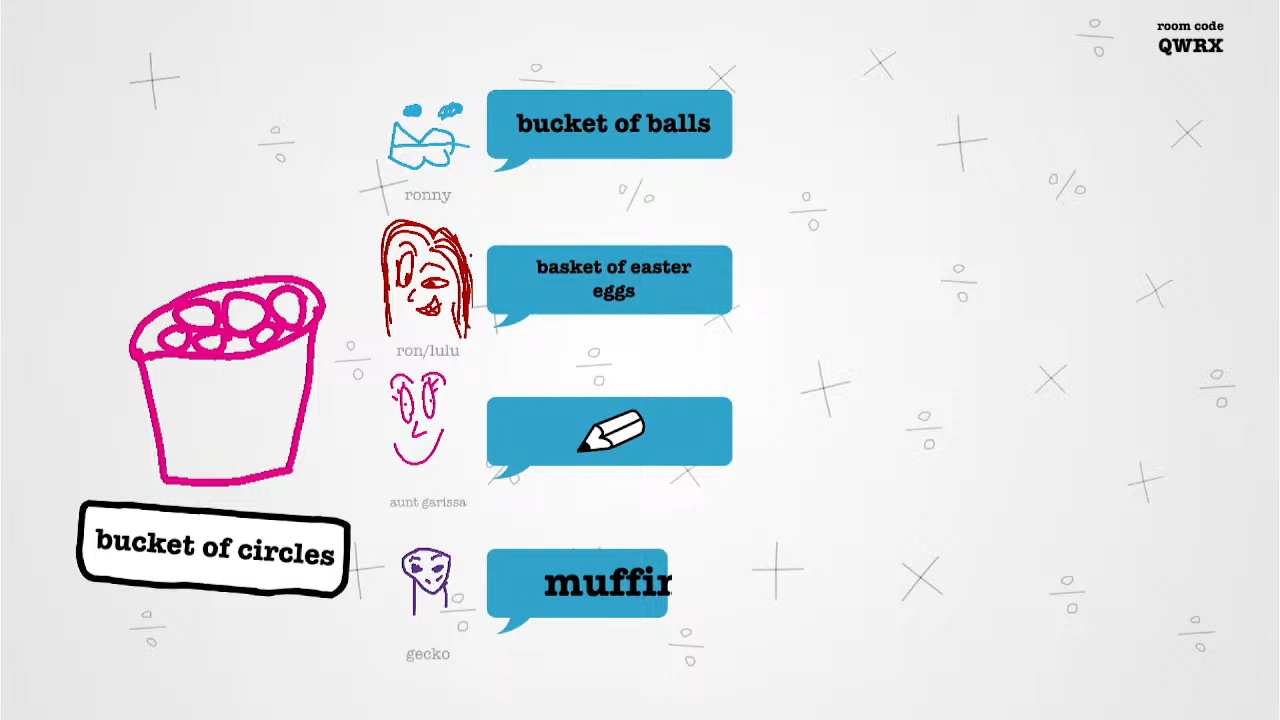 room code
QWRX
bucket of balls
ronny
basket of easter
eggs
ron/lulu
aunt garissa
bucket of circles
gecko